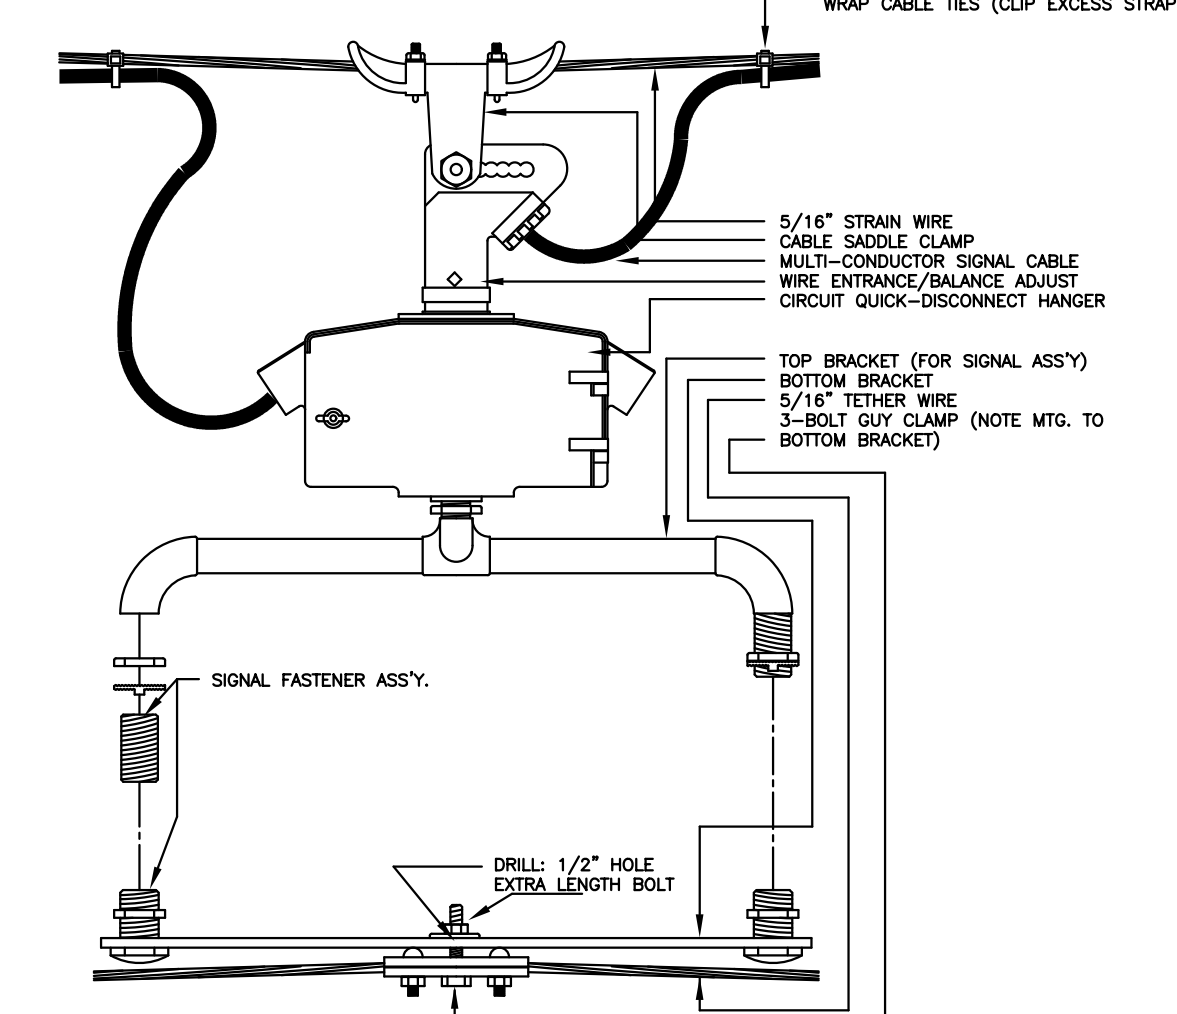 WRAP CABLE TIES (CLIP EXCESS STRAP
5/16" STRAIN WIRE
CABLE SADDLE CLAMP
MULTI-CONDUCTOR SIGNAL CABLE
WIRE ENTRANCE/BALANCE ADJUST
CIRCUIT QUICK-DISCONNECT HANGER
TOP BRACKET (FOR SIGNAL ASS'Y)
BOTTOM BRACKET
5/16" TETHER WIRE
3-BOLT GUY CLAMP (NOTE MTG. TO
BOTTOM BRACKET)
SIGNAL FASTENER ASS'Y.
DRILL: 1/2" HOLE
EXTRA LENGTH BOLT